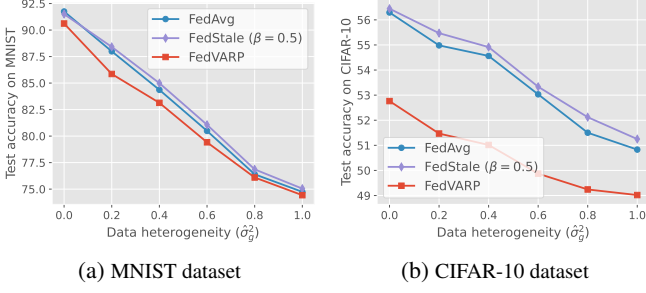 Test accuracy on MNIST
92.5
90.0
87.5
85.0
82.5
80.0
77.5
75.0
0.0 0.2 0.4 0.6 0.8 1.0
Data heterogeneity (σ̂²_g)
FedAvg
FedStale (β = 0.5)
FedVARP
(a) MNIST dataset
Test accuracy on CIFAR-10
56
55
54
53
52
51
50
49
0.0 0.2 0.4 0.6 0.8 1.0
Data heterogeneity (σ̂²_g)
FedAvg
FedStale (β = 0.5)
FedVARP
(b) CIFAR-10 dataset